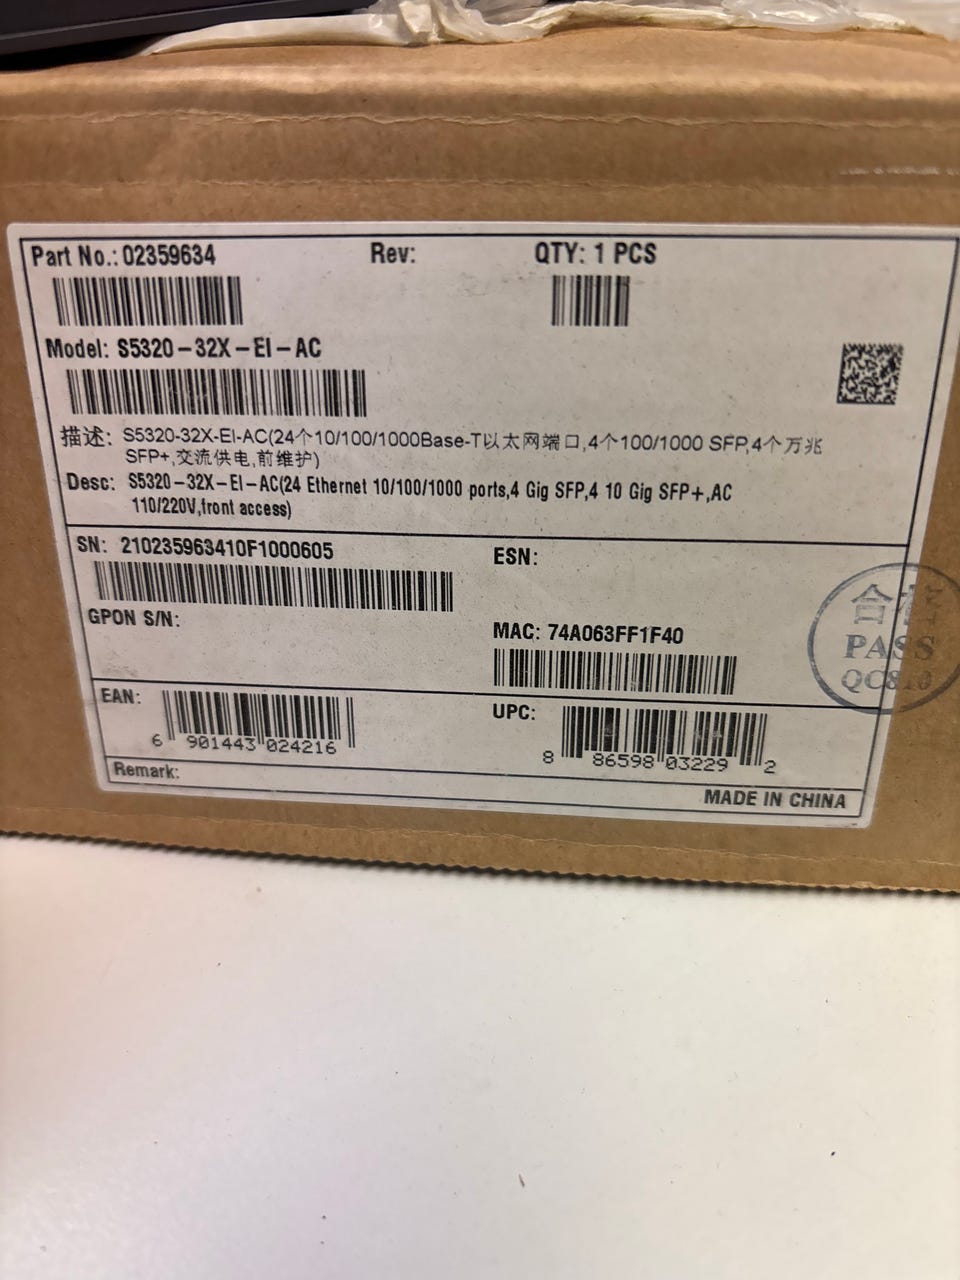 Part No.: 02359634 Rev: QTY: 1 PCS
Model: S5320-32X-EI-AC
描述: S5320-32X-EI-AC(24个10/100/1000Base-T以太网端口,4个100/1000 SFP,4个万兆
SFP+,交流供电,前维护)
Desc: S5320-32X-EI-AC(24 Ethernet 10/100/1000 ports,4 Gig SFP,4 10 Gig SFP+,AC
110/220V,front access)
SN: 210235963410F1000605 ESN:
GPON S/N:
MAC: 74A063FF1F40
合格
PASS
EAN: 6 901443 024216
UPC: 8 86598 03229 2
Remark:
MADE IN CHINA